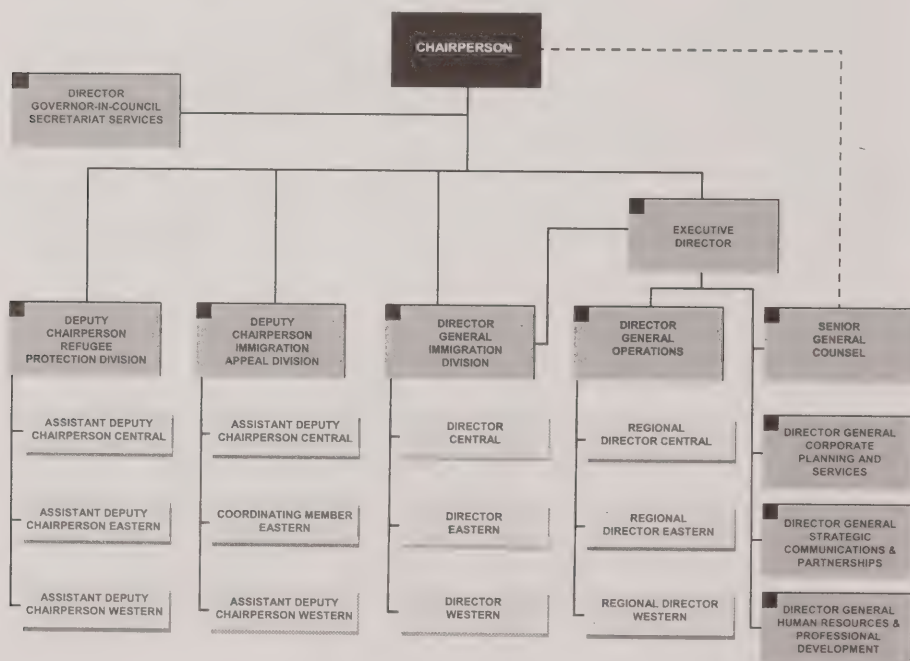 CHAIRPERSON
DIRECTOR
GOVERNOR-IN-COUNCIL
SECRETARIAT SERVICES
EXECUTIVE
DIRECTOR
DEPUTY
CHAIRPERSON
REFUGEE
PROTECTION DIVISION
DEPUTY
CHAIRPERSON
IMMIGRATION
APPEAL DIVISION
DIRECTOR
GENERAL
IMMIGRATION
DIVISION
DIRECTOR
GENERAL
OPERATIONS
SENIOR
GENERAL
COUNSEL
ASSISTANT DEPUTY
CHAIRPERSON CENTRAL
ASSISTANT DEPUTY
CHAIRPERSON CENTRAL
DIRECTOR
CENTRAL
REGIONAL
DIRECTOR CENTRAL
DIRECTOR GENERAL
CORPORATE
PLANNING AND
SERVICES
ASSISTANT DEPUTY
CHAIRPERSON EASTERN
COORDINATING MEMBER
EASTERN
DIRECTOR
EASTERN
REGIONAL
DIRECTOR EASTERN
DIRECTOR GENERAL
STRATEGIC
COMMUNICATIONS &
PARTNERSHIPS
ASSISTANT DEPUTY
CHAIRPERSON WESTERN
ASSISTANT DEPUTY
CHAIRPERSON WESTERN
DIRECTOR
WESTERN
REGIONAL DIRECTOR
WESTERN
DIRECTOR GENERAL
HUMAN RESOURCES &
PROFESSIONAL
DEVELOPMENT